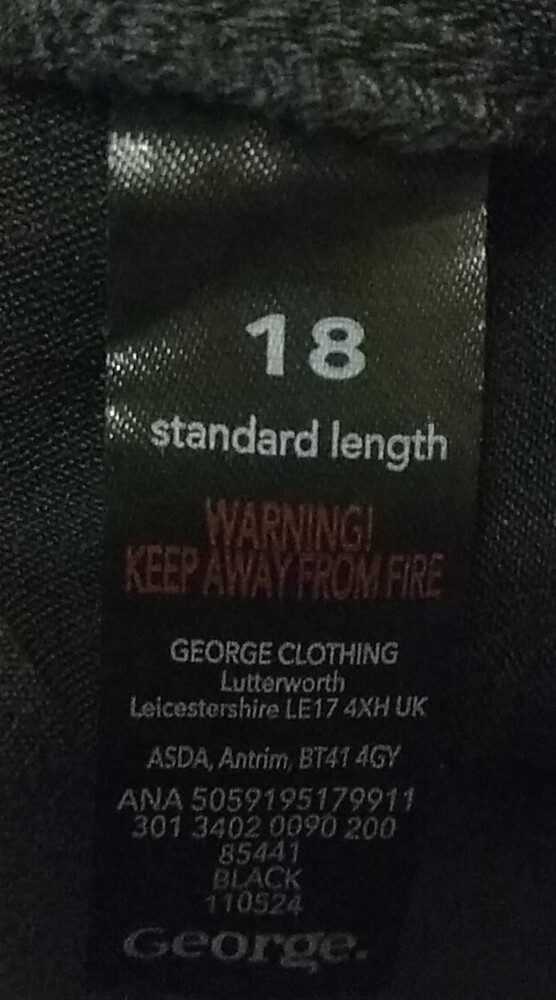 18
standard length
WARNING!
KEEP AWAY FROM FIRE
GEORGE CLOTHING
Lutterworth
Leicestershire LE17 4XH UK
ASDA, Antrim, BT41 4GY
ANA 5059195179911
301 3402 0090 200
85441
BLACK
110524
George.